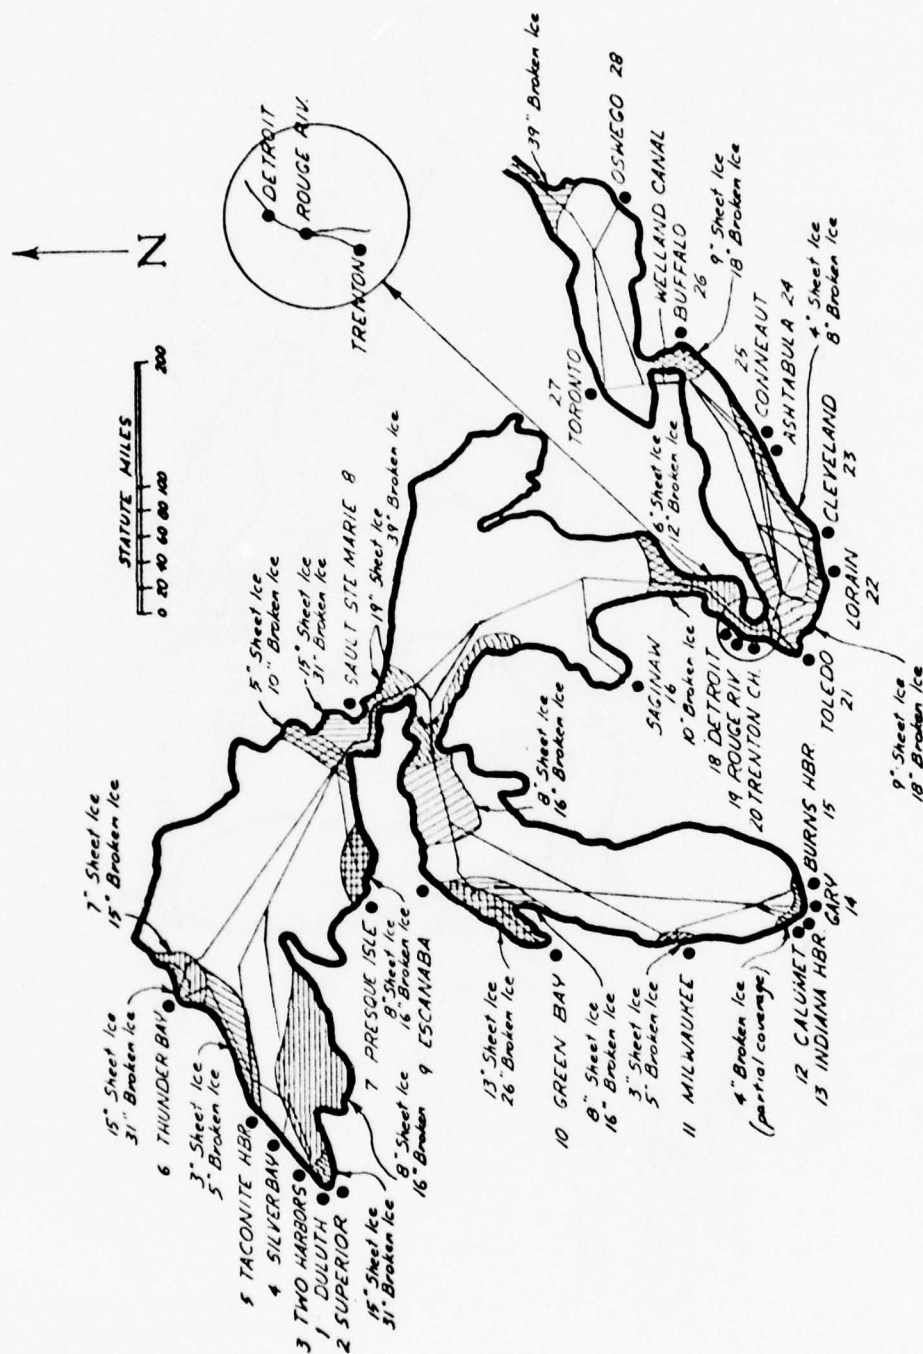 N
STATUTE MILES
0 20 40 60 80 100 200
DETROIT
ROUGE RIV.
TRENTON
7" Sheet Ice
15" Broken Ice
15" Sheet Ice
31" Broken Ice
6 THUNDER BAY
3" Sheet Ice
5" Broken Ice
5 TACONITE HBR.
4 SILVER BAY
3 TWO HARBORS
1 DULUTH
2 SUPERIOR
15" Sheet Ice
31" Broken Ice
8" Sheet Ice
16" Broken Ice
7 PRESQUE ISLE
8" Sheet Ice
16" Broken Ice
9 ESCANABA
5" Sheet Ice
10" Broken Ice
15" Sheet Ice
31" Broken Ice
SAULT STE MARIE 8
19" Sheet Ice
39" Broken Ice
13" Sheet Ice
26" Broken Ice
10 GREEN BAY
8" Sheet Ice
16" Broken Ice
3" Sheet Ice
5" Broken Ice
11 MILWAUKEE
4" Broken Ice
(partial coverage)
12 CALUMET
13 INDIANA HBR.
GARY
14
BURNS HBR.
15
8" Sheet Ice
16" Broken Ice
SAGINAW
16
10" Broken Ice
18 DETROIT
19 ROUGE RIV
20 TRENTON CH.
6" Sheet Ice
12" Broken Ice
TOLEDO
21
LORAIN
22
9" Sheet Ice
18" Broken Ice
CLEVELAND
23
4" Sheet Ice
8" Broken Ice
ASHTABULA 24
25
CONNEAUT
9" Sheet Ice
18" Broken Ice
WELLAND CANAL
BUFFALO
26
27
TORONTO
OSWEGO 28
39" Broken Ice